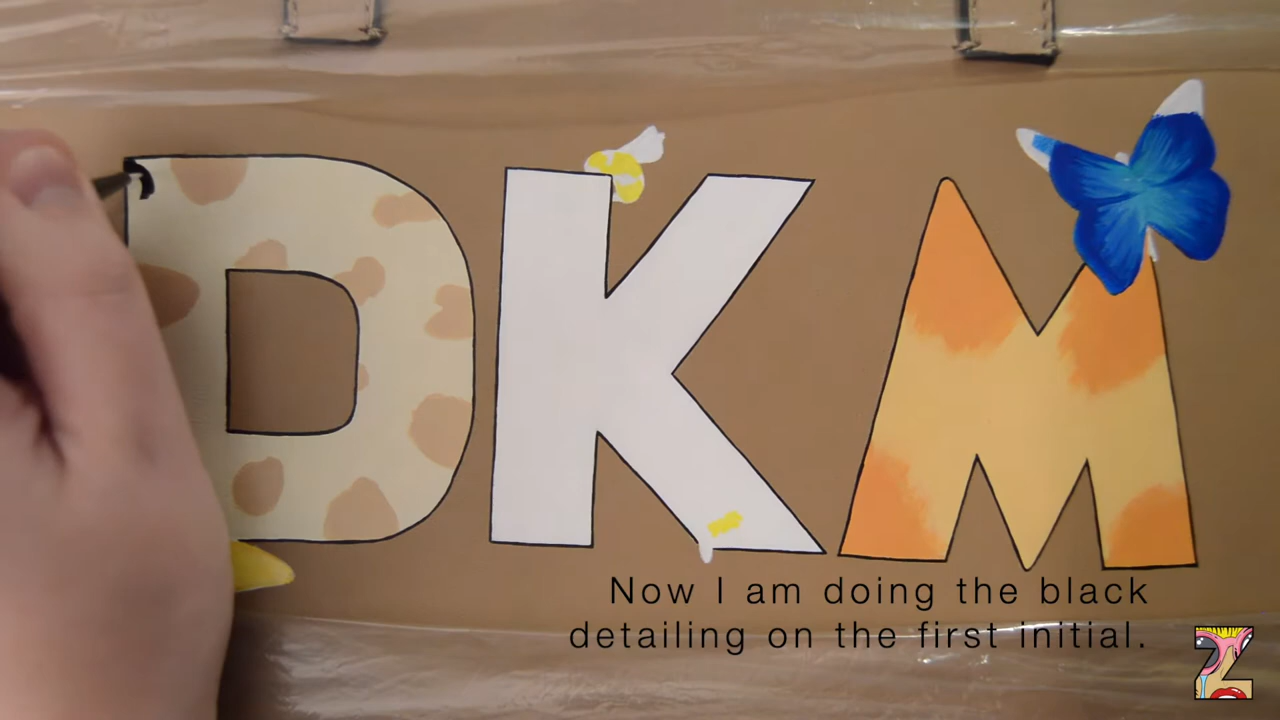 DKM
Now I am doing the black
detailing on the first initial.
Z